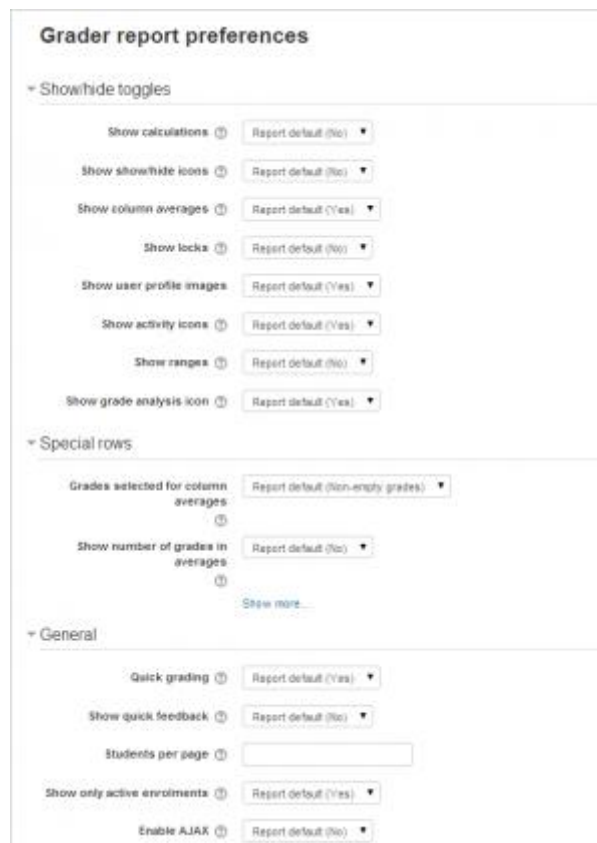 Grader report preferences
Show/hide toggles
Show calculations Report default (No)
Show show/hide icons Report default (No)
Show column averages Report default (Yes)
Show locks Report default (No)
Show user profile images Report default (Yes)
Show activity icons Report default (Yes)
Show ranges Report default (No)
Show grade analysis icon Report default (Yes)
Special rows
Grades selected for column Report default (Non-empty grades)
averages
Show number of grades in Report default (No)
averages
Show more...
General
Quick grading Report default (Yes)
Show quick feedback Report default (No)
Students per page
Show only active enrolments Report default (Yes)
Enable AJAX Report default (No)